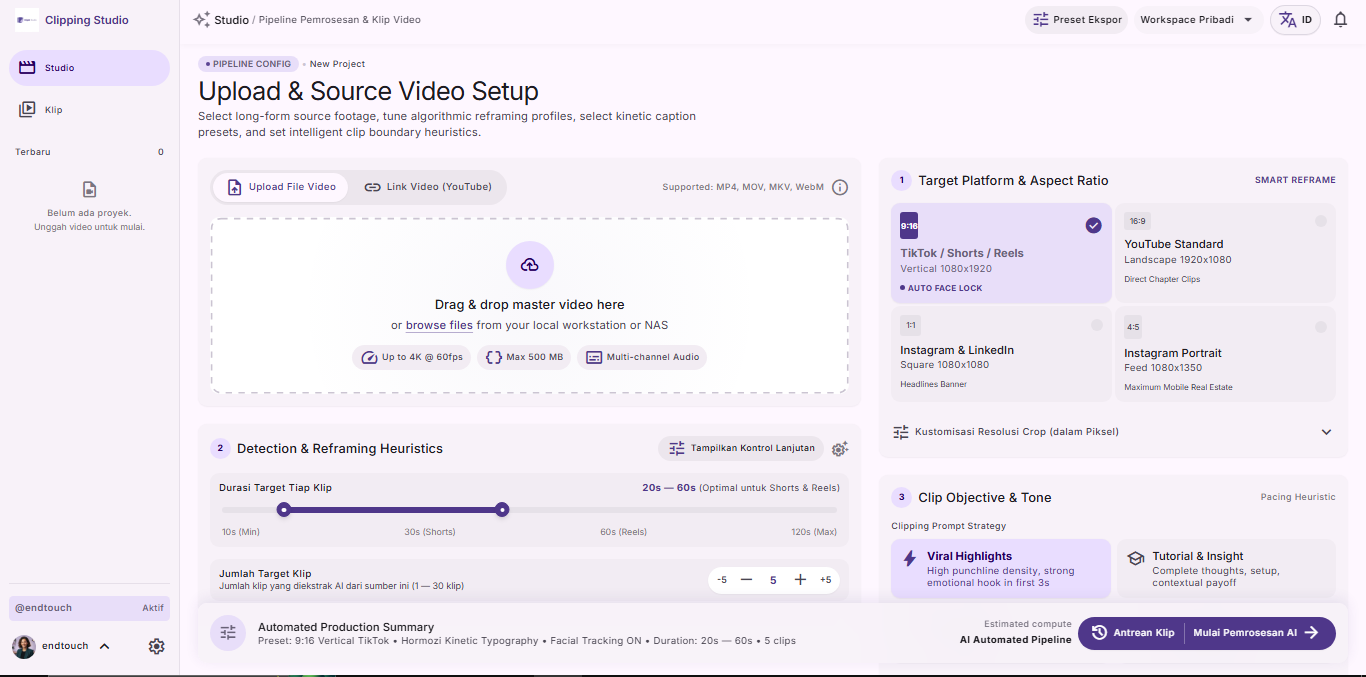 Clipping Studio
Studio
Klip
Terbaru 0
Belum ada proyek.
Unggah video untuk mulai.
@endtouch Aktif
endtouch
Studio / Pipeline Pemrosesan & Klip Video
Preset Ekspor
Workspace Pribadi
ID
• PIPELINE CONFIG • New Project
Upload & Source Video Setup
Select long-form source footage, tune algorithmic reframing profiles, select kinetic caption
presets, and set intelligent clip boundary heuristics.
Upload File Video
Link Video (YouTube)
Supported: MP4, MOV, MKV, WebM
Drag & drop master video here
or browse files from your local workstation or NAS
Up to 4K @ 60fps
Max 500 MB
Multi-channel Audio
2 Detection & Reframing Heuristics
Tampilkan Kontrol Lanjutan
Durasi Target Tiap Klip
20s — 60s (Optimal untuk Shorts & Reels)
10s (Min) 30s (Shorts) 60s (Reels) 120s (Max)
Jumlah Target Klip
Jumlah klip yang diekstrak AI dari sumber ini (1 — 30 klip)
-5 — 5 + +5
1 Target Platform & Aspect Ratio
SMART REFRAME
9:16
TikTok / Shorts / Reels
Vertical 1080x1920
• AUTO FACE LOCK
16:9
YouTube Standard
Landscape 1920x1080
Direct Chapter Clips
1:1
Instagram & LinkedIn
Square 1080x1080
Headlines Banner
4:5
Instagram Portrait
Feed 1080x1350
Maximum Mobile Real Estate
Kustomisasi Resolusi Crop (dalam Piksel)
3 Clip Objective & Tone
Pacing Heuristic
Clipping Prompt Strategy
Viral Highlights
High punchline density, strong
emotional hook in first 3s
Tutorial & Insight
Complete thoughts, setup,
contextual payoff
Automated Production Summary
Preset: 9:16 Vertical TikTok • Hormozi Kinetic Typography • Facial Tracking ON • Duration: 20s — 60s • 5 clips
Estimated compute
AI Automated Pipeline
Antrean Klip
Mulai Pemrosesan AI